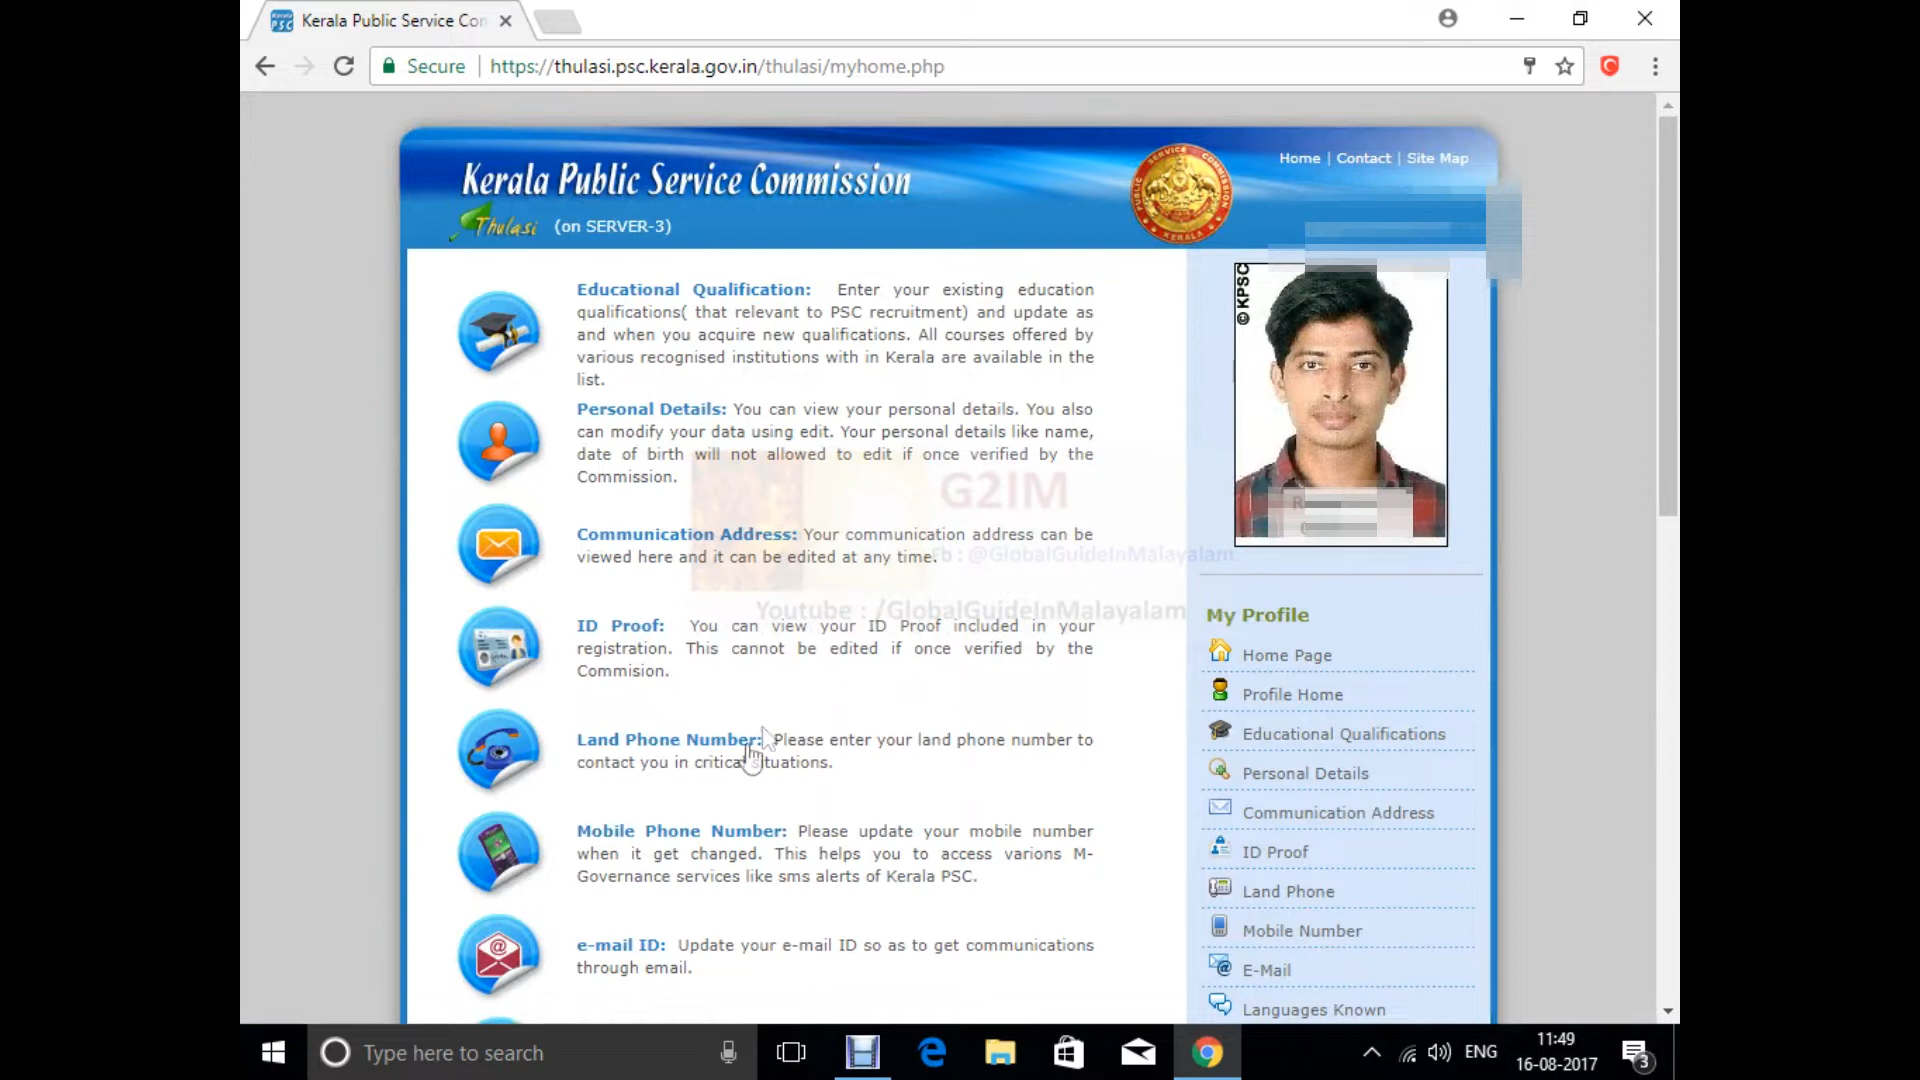 Kerala Public Service Con
Secure
https://thulasi.psc.kerala.gov.in/thulasi/myhome.php
Kerala Public Service Commission
Thulasi (on SERVER-3)
PUBLIC SERVICE COMMISSION
KERALA
Home | Contact | Site Map
Educational Qualification: Enter your existing education
qualifications( that relevant to PSC recruitment) and update as
and when you acquire new qualifications. All courses offered by
various recognised institutions with in Kerala are available in the
list.
Personal Details: You can view your personal details. You also
can modify your data using edit. Your personal details like name,
date of birth will not allowed to edit if once verified by the
Commission.
Communication Address: Your communication address can be
viewed here and it can be edited at any time.
ID Proof: You can view your ID Proof included in your
registration. This cannot be edited if once verified by the
Commision.
Land Phone Number: Please enter your land phone number to
contact you in critical situations.
Mobile Phone Number: Please update your mobile number
when it get changed. This helps you to access varions M-
Governance services like sms alerts of Kerala PSC.
e-mail ID: Update your e-mail ID so as to get communications
through email.
G2IM
fb : @GlobalGuideInMalayalam
Youtube : /GlobalGuideInMalayalam
© KPSC
My Profile
Home Page
Profile Home
Educational Qualifications
Personal Details
Communication Address
ID Proof
Land Phone
Mobile Number
E-Mail
Languages Known
Type here to search
ENG
11:49
16-08-2017
3